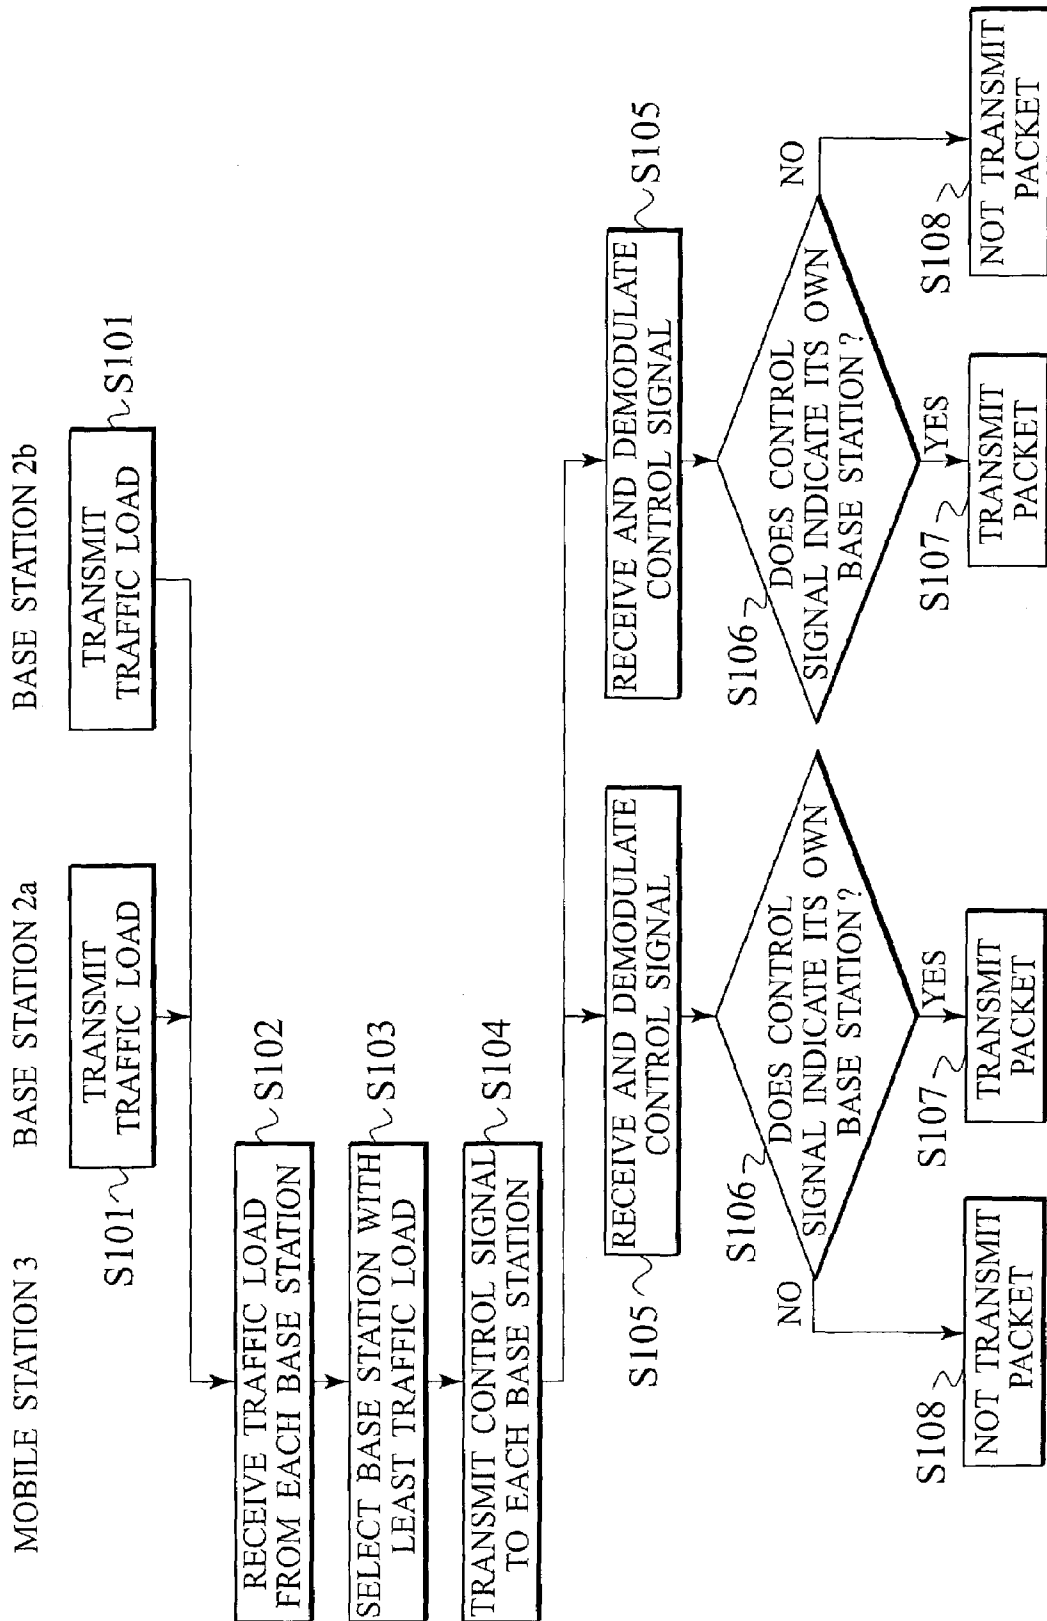 MOBILE STATION 3
BASE STATION 2a
BASE STATION 2b
S101
TRANSMIT
TRAFFIC LOAD
TRANSMIT
TRAFFIC LOAD
S101
RECEIVE TRAFFIC LOAD
FROM EACH BASE STATION
S102
SELECT BASE STATION WITH
LEAST TRAFFIC LOAD
S103
TRANSMIT CONTROL SIGNAL
TO EACH BASE STATION
S104
S105
RECEIVE AND DEMODULATE
CONTROL SIGNAL
RECEIVE AND DEMODULATE
CONTROL SIGNAL
S105
S106
DOES CONTROL
SIGNAL INDICATE ITS OWN
BASE STATION ?
NO
YES
S106
DOES CONTROL
SIGNAL INDICATE ITS OWN
BASE STATION ?
YES
NO
S108
NOT TRANSMIT
PACKET
S107
TRANSMIT
PACKET
S107
TRANSMIT
PACKET
S108
NOT TRANSMIT
PACKET